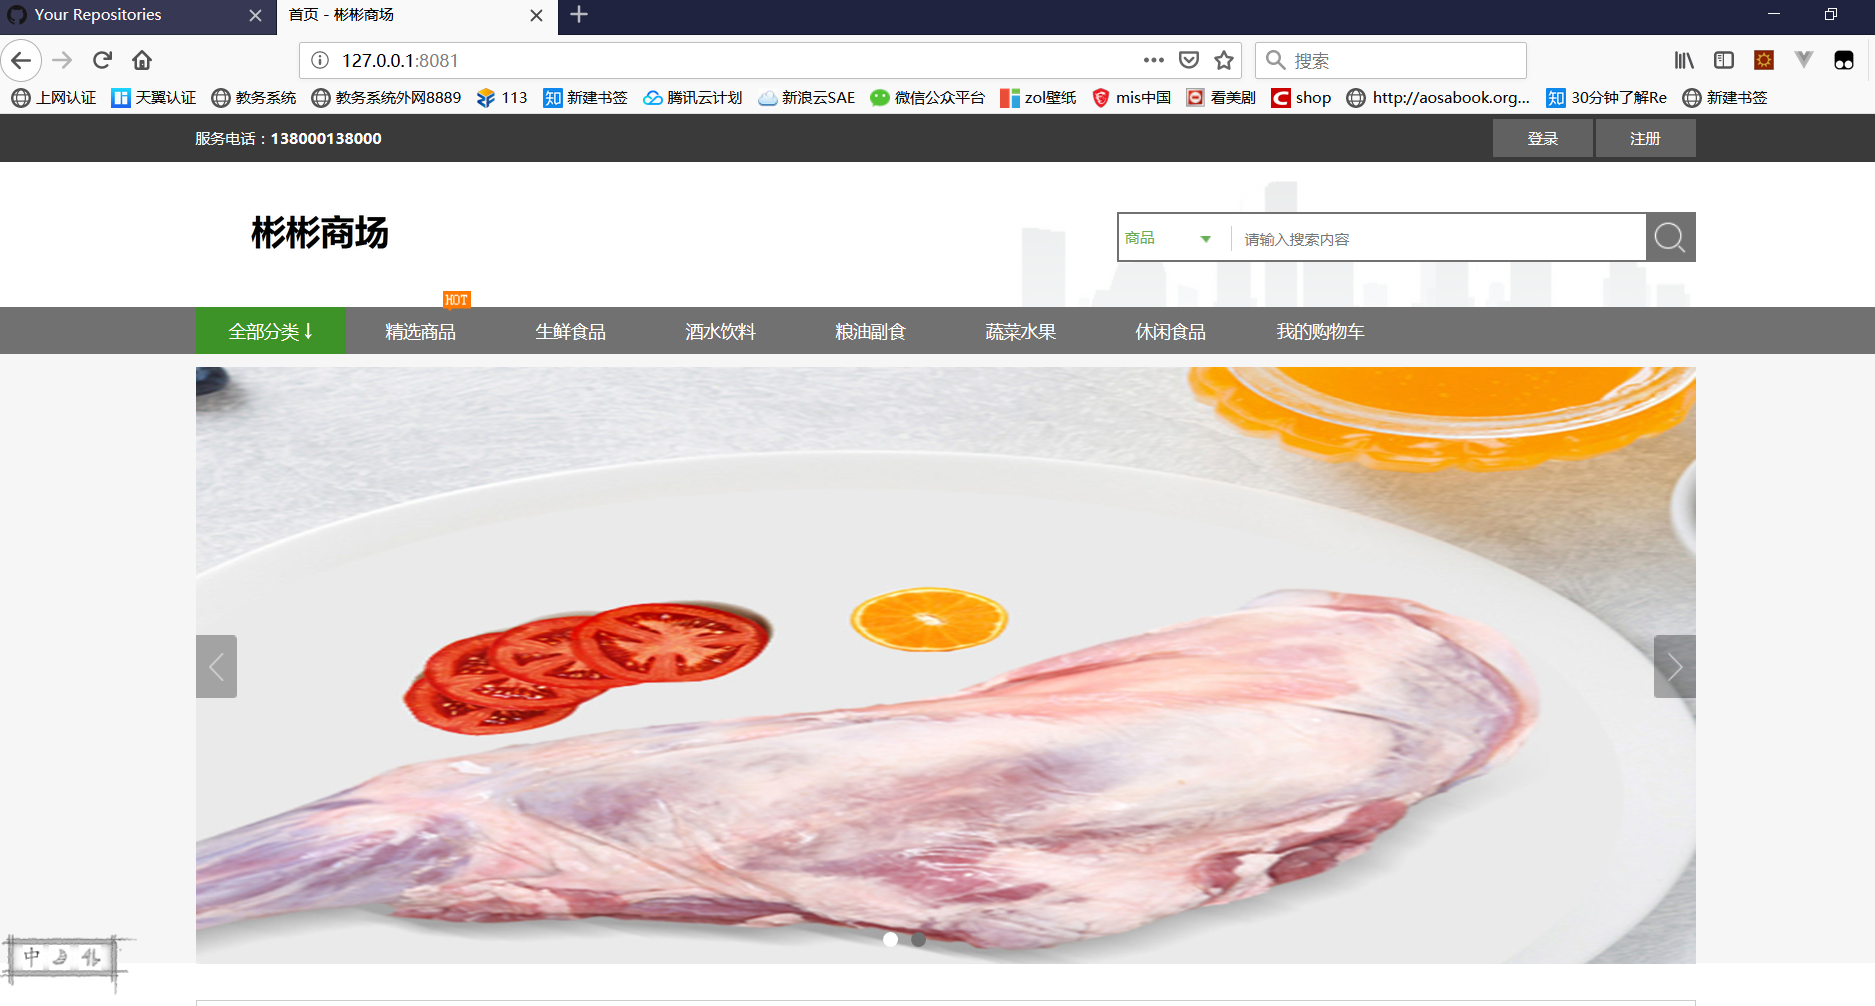 Your Repositories
首页 - 彬彬商场
127.0.0.1:8081
搜索
上网认证 天翼认证 教务系统 教务系统外网8889 113 知 新建书签 腾讯云计划 新浪云SAE 微信公众平台 zol壁纸 mis中国 看美剧 shop http://aosabook.org... 知 30分钟了解Re 新建书签
服务电话：138000138000
登录 注册
彬彬商场
商品 请输入搜索内容
HOT
全部分类↓ 精选商品 生鲜食品 酒水饮料 粮油副食 蔬菜水果 休闲食品 我的购物车
中